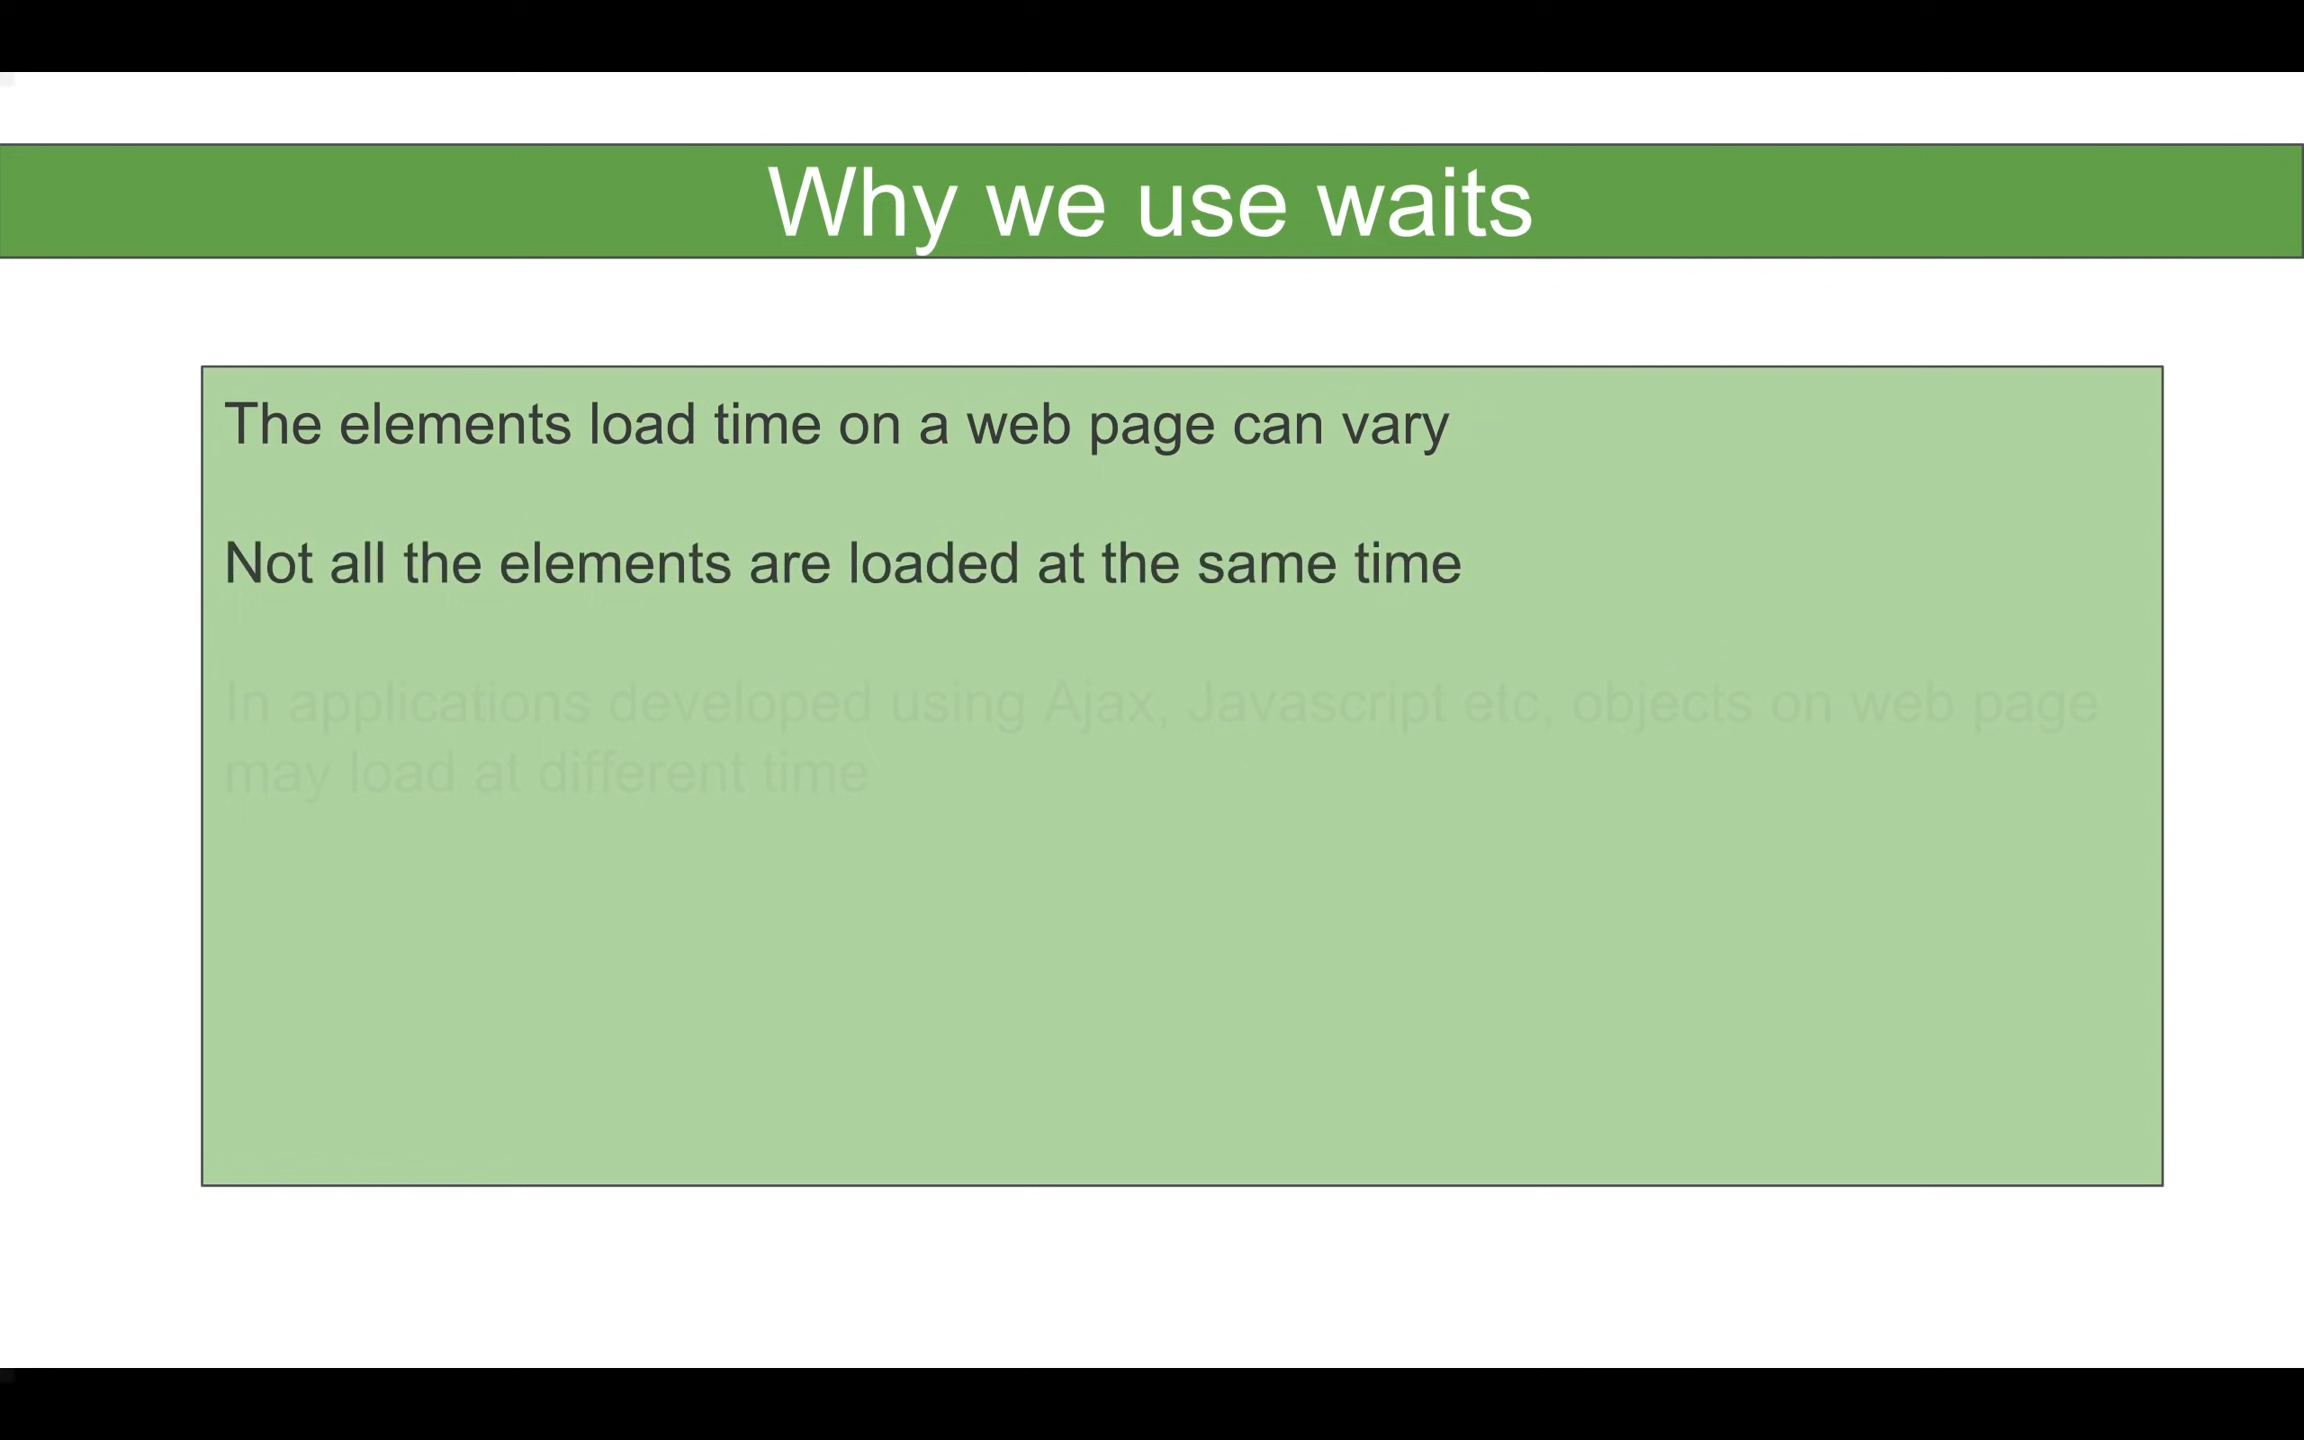 Why we use waits
The elements load time on a web page can vary
Not all the elements are loaded at the same time
In applications developed using Ajax, Javascript etc, objects on web page
may load at different time